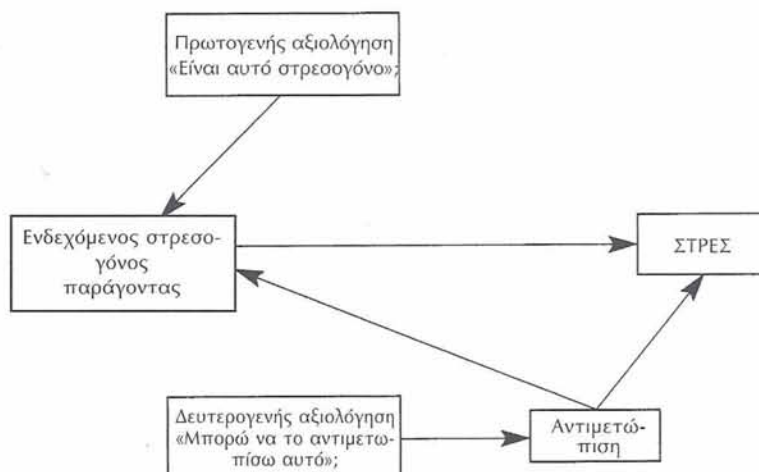 Πρωτογενής αξιολόγηση
«Είναι αυτό στρεσογόνο»;
Ενδεχόμενος στρεσο-
γόνος
παράγοντας
ΣΤΡΕΣ
Δευτερογενής αξιολόγηση
«Μπορώ να το αντιμετω-
πίσω αυτό»;
Αντιμετώ-
πιση